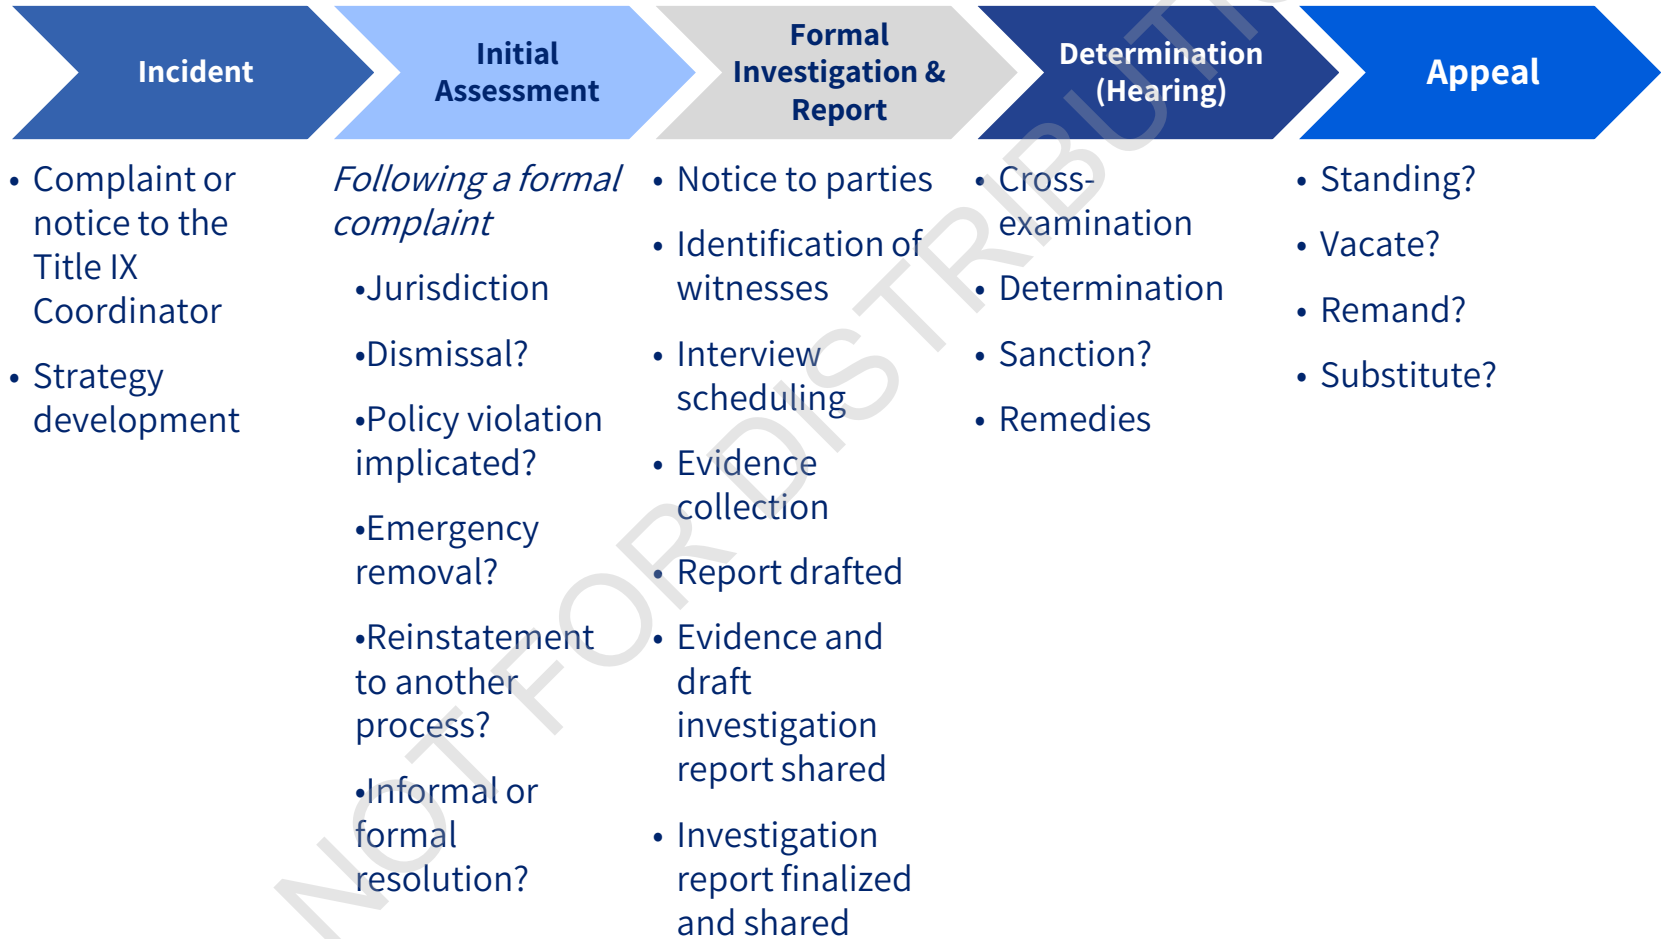 Incident
Initial
Assessment
Formal
Investigation &
Report
Determination
(Hearing)
Appeal
• Complaint or
notice to the
Title IX
Coordinator
• Strategy
development
Following a formal
complaint
•Jurisdiction
•Dismissal?
•Policy violation
implicated?
•Emergency
removal?
•Reinstatement
to another
process?
•Informal or
formal
resolution?
• Notice to parties
• Identification of
witnesses
• Interview
scheduling
• Evidence
collection
• Report drafted
• Evidence and
draft
investigation
report shared
• Investigation
report finalized
and shared
• Cross-
examination
• Determination
• Sanction?
• Remedies
• Standing?
• Vacate?
• Remand?
• Substitute?
NOT FOR DISTRIBUTIO